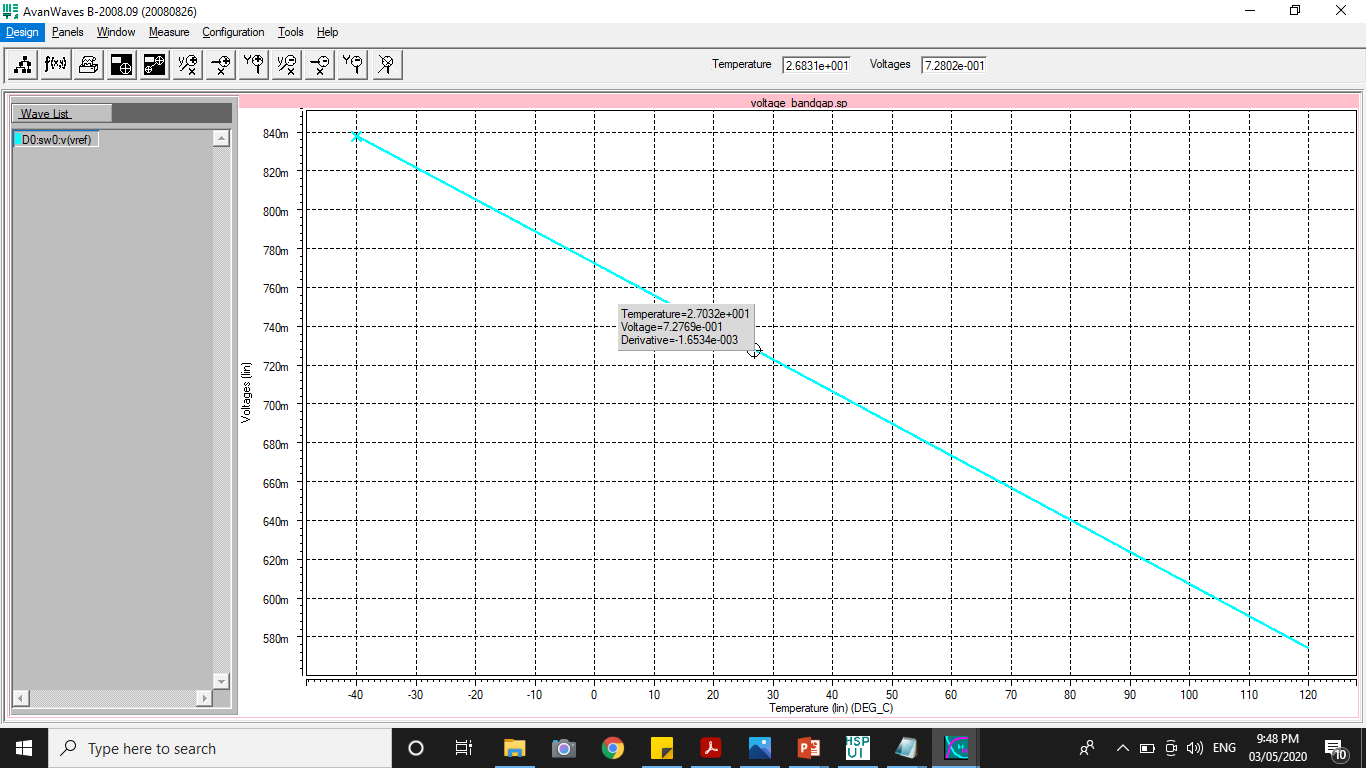 AvanWaves B-2008.09 (20080826)
Design Panels Window Measure Configuration Tools Help
f(x) Temperature 2.6831e+001 Voltages 7.2802e-001
Wave List
D0:sw0:v(vref)
voltage_bandgap.sp
840m
820m
800m
780m
760m
740m
720m
700m
680m
660m
640m
620m
600m
580m
Voltages (lin)
Temperature=2.7032e+001
Voltage=7.2769e-001
Derivative=-1.6534e-003
-40 -30 -20 -10 0 10 20 30 40 50 60 70 80 90 100 110 120
Temperature (lin) (DEG_C)
Type here to search
HSP
UI
ENG
9:48 PM
03/05/2020
10